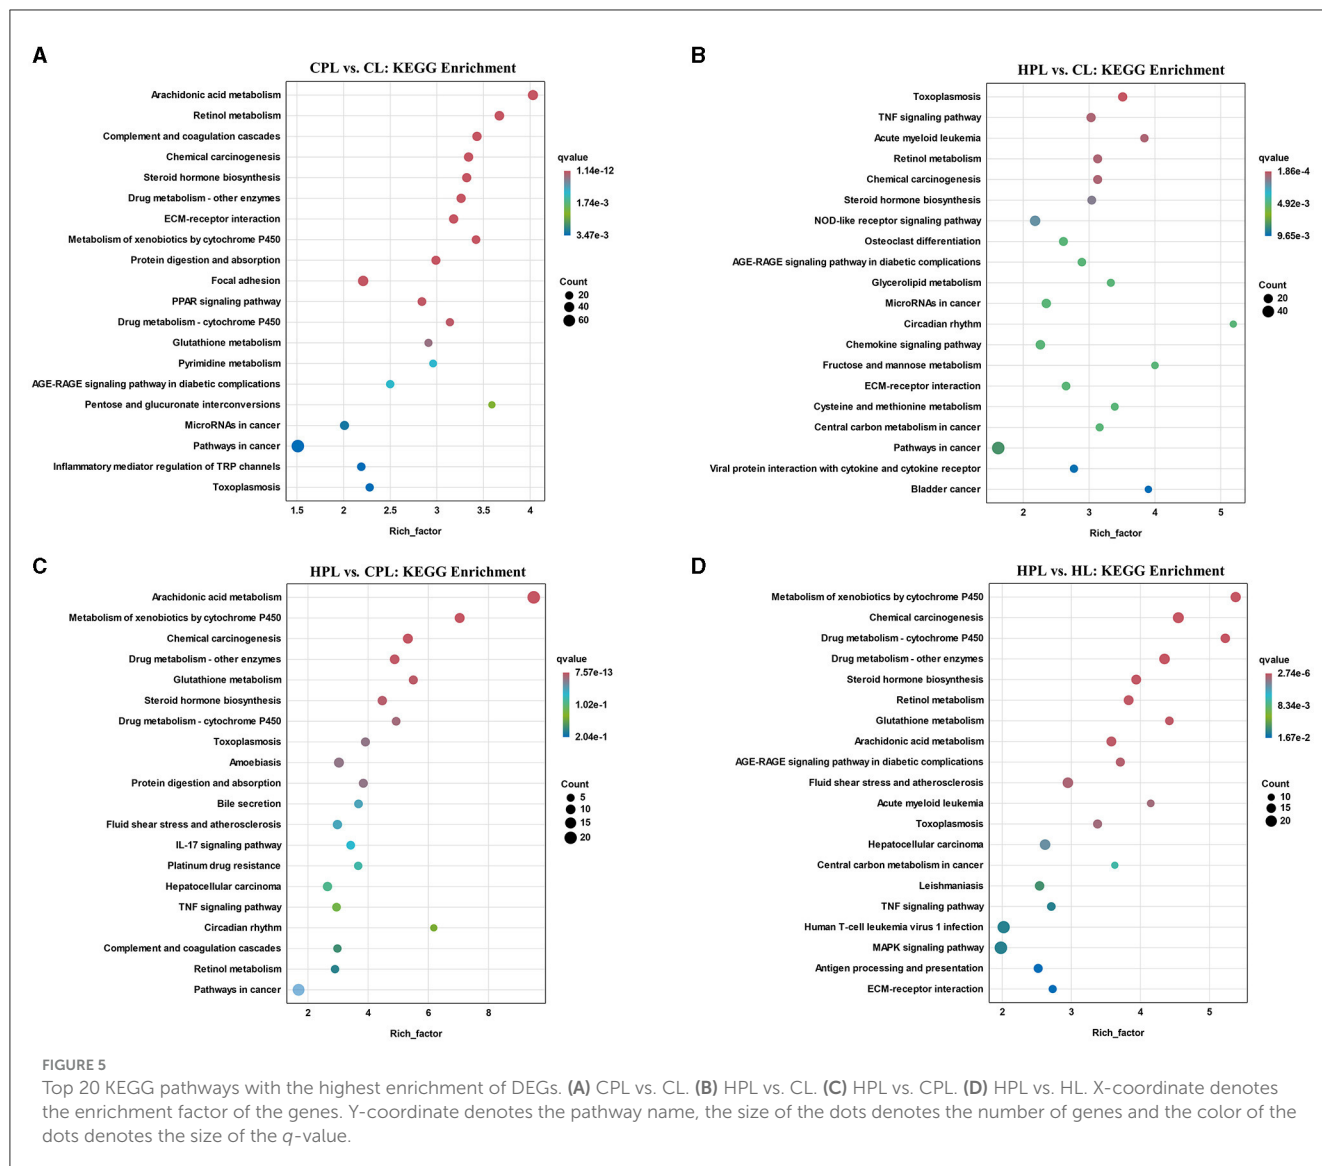 A
CPL vs. CL: KEGG Enrichment
Arachidonic acid metabolism
Retinol metabolism
Complement and coagulation cascades
Chemical carcinogenesis
Steroid hormone biosynthesis
Drug metabolism - other enzymes
ECM-receptor interaction
Metabolism of xenobiotics by cytochrome P450
Protein digestion and absorption
Focal adhesion
PPAR signaling pathway
Drug metabolism - cytochrome P450
Glutathione metabolism
Pyrimidine metabolism
AGE-RAGE signaling pathway in diabetic complications
Pentose and glucuronate interconversions
MicroRNAs in cancer
Pathways in cancer
Inflammatory mediator regulation of TRP channels
Toxoplasmosis
1.5 2 2.5 3 3.5 4
Rich_factor
qvalue
1.14e-12
1.74e-3
3.47e-3
Count
20
40
60
B
HPL vs. CL: KEGG Enrichment
Toxoplasmosis
TNF signaling pathway
Acute myeloid leukemia
Retinol metabolism
Chemical carcinogenesis
Steroid hormone biosynthesis
NOD-like receptor signaling pathway
Osteoclast differentiation
AGE-RAGE signaling pathway in diabetic complications
Glycerolipid metabolism
MicroRNAs in cancer
Circadian rhythm
Chemokine signaling pathway
Fructose and mannose metabolism
ECM-receptor interaction
Cysteine and methionine metabolism
Central carbon metabolism in cancer
Pathways in cancer
Viral protein interaction with cytokine and cytokine receptor
Bladder cancer
2 3 4 5
Rich_factor
qvalue
1.86e-4
4.92e-3
9.65e-3
Count
20
40
C
HPL vs. CPL: KEGG Enrichment
Arachidonic acid metabolism
Metabolism of xenobiotics by cytochrome P450
Chemical carcinogenesis
Drug metabolism - other enzymes
Glutathione metabolism
Steroid hormone biosynthesis
Drug metabolism - cytochrome P450
Toxoplasmosis
Amoebiasis
Protein digestion and absorption
Bile secretion
Fluid shear stress and atherosclerosis
IL-17 signaling pathway
Platinum drug resistance
Hepatocellular carcinoma
TNF signaling pathway
Circadian rhythm
Complement and coagulation cascades
Retinol metabolism
Pathways in cancer
2 4 6 8
Rich_factor
qvalue
7.57e-13
1.02e-1
2.04e-1
Count
5
10
15
20
D
HPL vs. HL: KEGG Enrichment
Metabolism of xenobiotics by cytochrome P450
Chemical carcinogenesis
Drug metabolism - cytochrome P450
Drug metabolism - other enzymes
Steroid hormone biosynthesis
Retinol metabolism
Glutathione metabolism
Arachidonic acid metabolism
AGE-RAGE signaling pathway in diabetic complications
Fluid shear stress and atherosclerosis
Acute myeloid leukemia
Toxoplasmosis
Hepatocellular carcinoma
Central carbon metabolism in cancer
Leishmaniasis
TNF signaling pathway
Human T-cell leukemia virus 1 infection
MAPK signaling pathway
Antigen processing and presentation
ECM-receptor interaction
2 3 4 5
Rich_factor
qvalue
2.74e-6
8.34e-3
1.67e-2
Count
10
15
20
FIGURE 5
Top 20 KEGG pathways with the highest enrichment of DEGs. (A) CPL vs. CL. (B) HPL vs. CL. (C) HPL vs. CPL. (D) HPL vs. HL. X-coordinate denotes
the enrichment factor of the genes. Y-coordinate denotes the pathway name, the size of the dots denotes the number of genes and the color of the
dots denotes the size of the q-value.